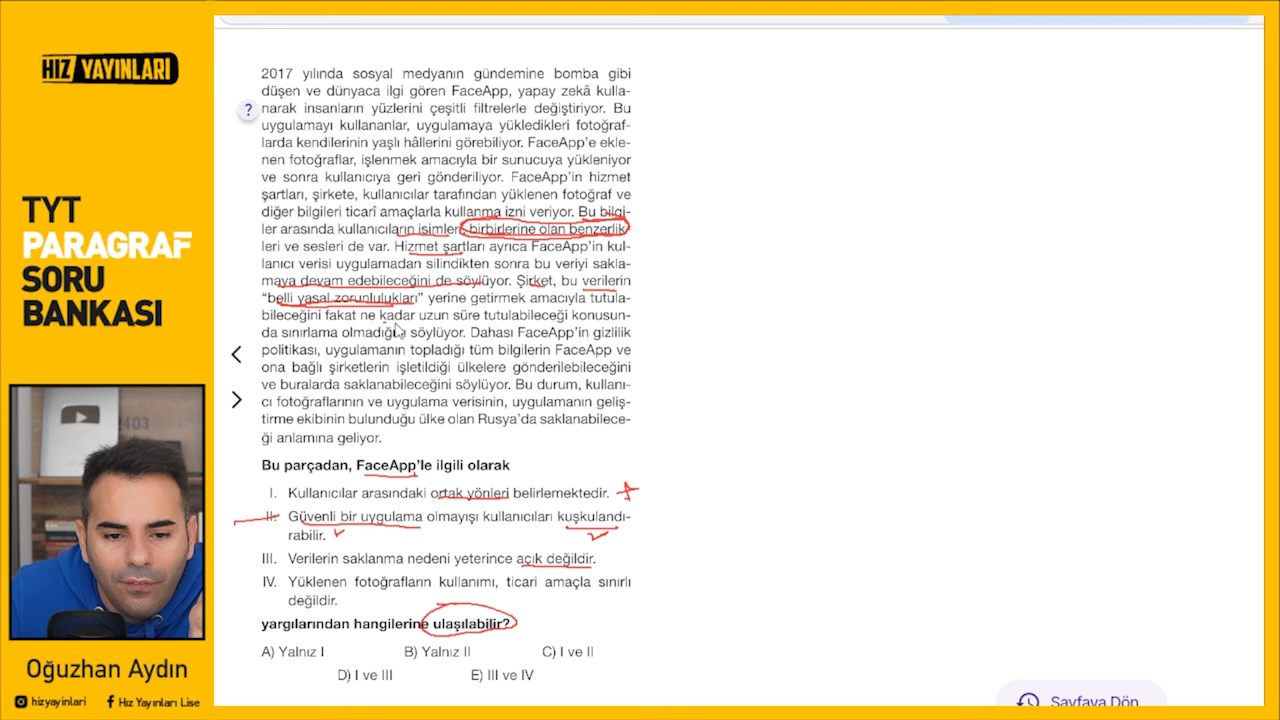 HIZ YAYINLARI
TYT
PARAGRAF
SORU
BANKASI
Oğuzhan Aydın
hizyayinlari
Hız Yayınları Lise
?
2017 yılında sosyal medyanın gündemine bomba gibi
düşen ve dünyaca ilgi gören FaceApp, yapay zekâ kulla-
narak insanların yüzlerini çeşitli filtrelerle değiştiriyor. Bu
uygulamayı kullananlar, uygulamaya yükledikleri fotoğraf-
larda kendilerinin yaşlı hâllerini görebiliyor. FaceApp'e ekle-
nen fotoğraflar, işlenmek amacıyla bir sunucuya yükleniyor
ve sonra kullanıcıya geri gönderiliyor. FaceApp'in hizmet
şartları, şirkete, kullanıcılar tarafından yüklenen fotoğraf ve
diğer bilgileri ticarî amaçlarla kullanma izni veriyor. Bu bilgi-
ler arasında kullanıcıların isimleri birbirlerine olan benzerlik-
leri ve sesleri de var. Hizmet şartları ayrıca FaceApp'in kul-
lanıcı verisi uygulamadan silindikten sonra bu veriyi sakla-
maya devam edebileceğini de söylüyor. Şirket, bu verilerin
"belli yasal zorunlulukları" yerine getirmek amacıyla tutula-
bileceğini fakat ne kadar uzun süre tutulabileceği konusun-
da sınırlama olmadığını söylüyor. Dahası FaceApp'in gizlilik
politikası, uygulamanın topladığı tüm bilgilerin FaceApp ve
ona bağlı şirketlerin işletildiği ülkelere gönderilebileceğini
ve buralarda saklanabileceğini söylüyor. Bu durum, kullanı-
cı fotoğraflarının ve uygulama verisinin, uygulamanın geliş-
tirme ekibinin bulunduğu ülke olan Rusya'da saklanabilece-
ği anlamına geliyor.
Bu parçadan, FaceApp'le ilgili olarak
I. Kullanıcılar arasındaki ortak yönleri belirlemektedir.
II. Güvenli bir uygulama olmayışı kullanıcıları kuşkulandı-
rabilir.
III. Verilerin saklanma nedeni yeterince açık değildir.
IV. Yüklenen fotoğrafların kullanımı, ticari amaçla sınırlı
değildir.
yargılarından hangilerine ulaşılabilir?
A) Yalnız I B) Yalnız II C) I ve II
D) I ve III E) III ve IV
Sayfaya Dön